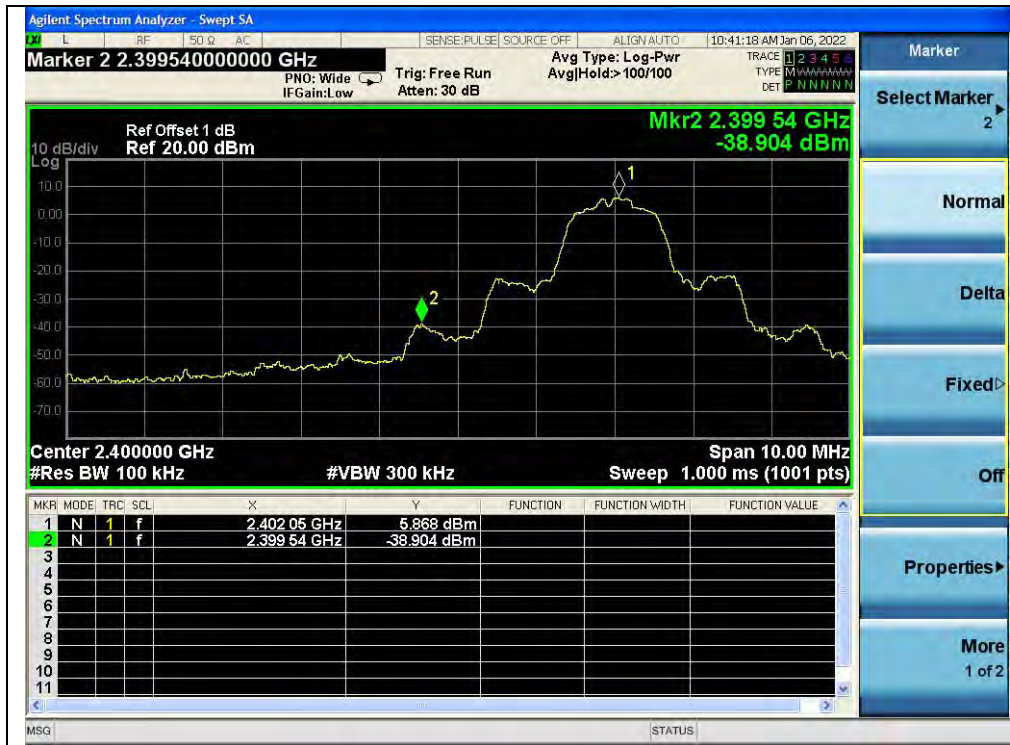 Agilent Spectrum Analyzer - Swept SA
LXI L RF 50 Ω AC SENSE:PULSE SOURCE OFF ALIGN AUTO 10:41:18 AM Jan 06, 2022
Marker 2 2.399540000000 GHz
PNO: Wide
IFGain:Low
Trig: Free Run
Atten: 30 dB
Avg Type: Log-Pwr
Avg|Hold:>100/100
TRACE 1 2 3 4 5 6
TYPE M
DET P N N N N N
Ref Offset 1 dB
10 dB/div Ref 20.00 dBm
Log
Mkr2 2.399 54 GHz
-38.904 dBm
10.0
0.00
-10.0
-20.0
-30.0
-40.0
-50.0
-60.0
-70.0
1
2
Center 2.400000 GHz Span 10.00 MHz
#Res BW 100 kHz #VBW 300 kHz Sweep 1.000 ms (1001 pts)
MKR MODE TRC SCL X Y FUNCTION FUNCTION WIDTH FUNCTION VALUE
1 N 1 f 2.402 05 GHz 5.868 dBm
2 N 1 f 2.399 54 GHz -38.904 dBm
3
4
5
6
7
8
9
10
11
MSG STATUS
Marker
Select Marker
2
Normal
Delta
Fixed
Off
Properties
More
1 of 2